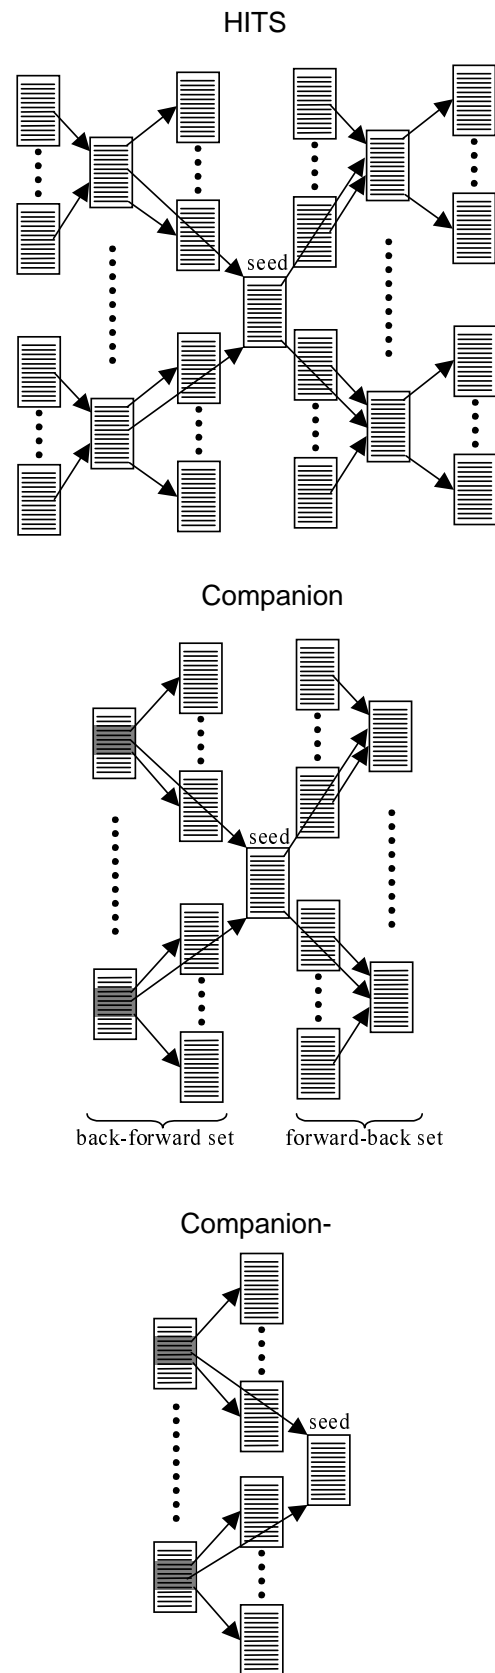 HITS
seed
Companion
seed
back-forward set
forward-back set
Companion-
seed